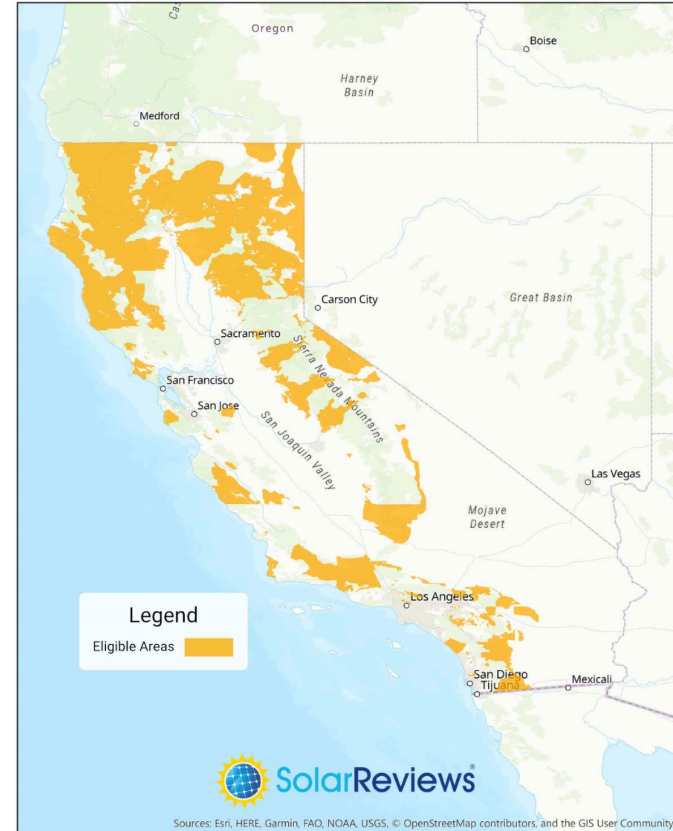 Cas
Oregon
Boise
Harney
Basin
Medford
Carson City
Great Basin
Sacramento
Sierra Nevada Mountains
San Francisco
San Jose
San Joaquin Valley
Las Vegas
Mojave
Desert
Legend
Eligible Areas
Los Angeles
San Diego
Tijuana
Mexicali
SolarReviews®
Sources: Esri, HERE, Garmin, FAO, NOAA, USGS, © OpenStreetMap contributors, and the GIS User Community